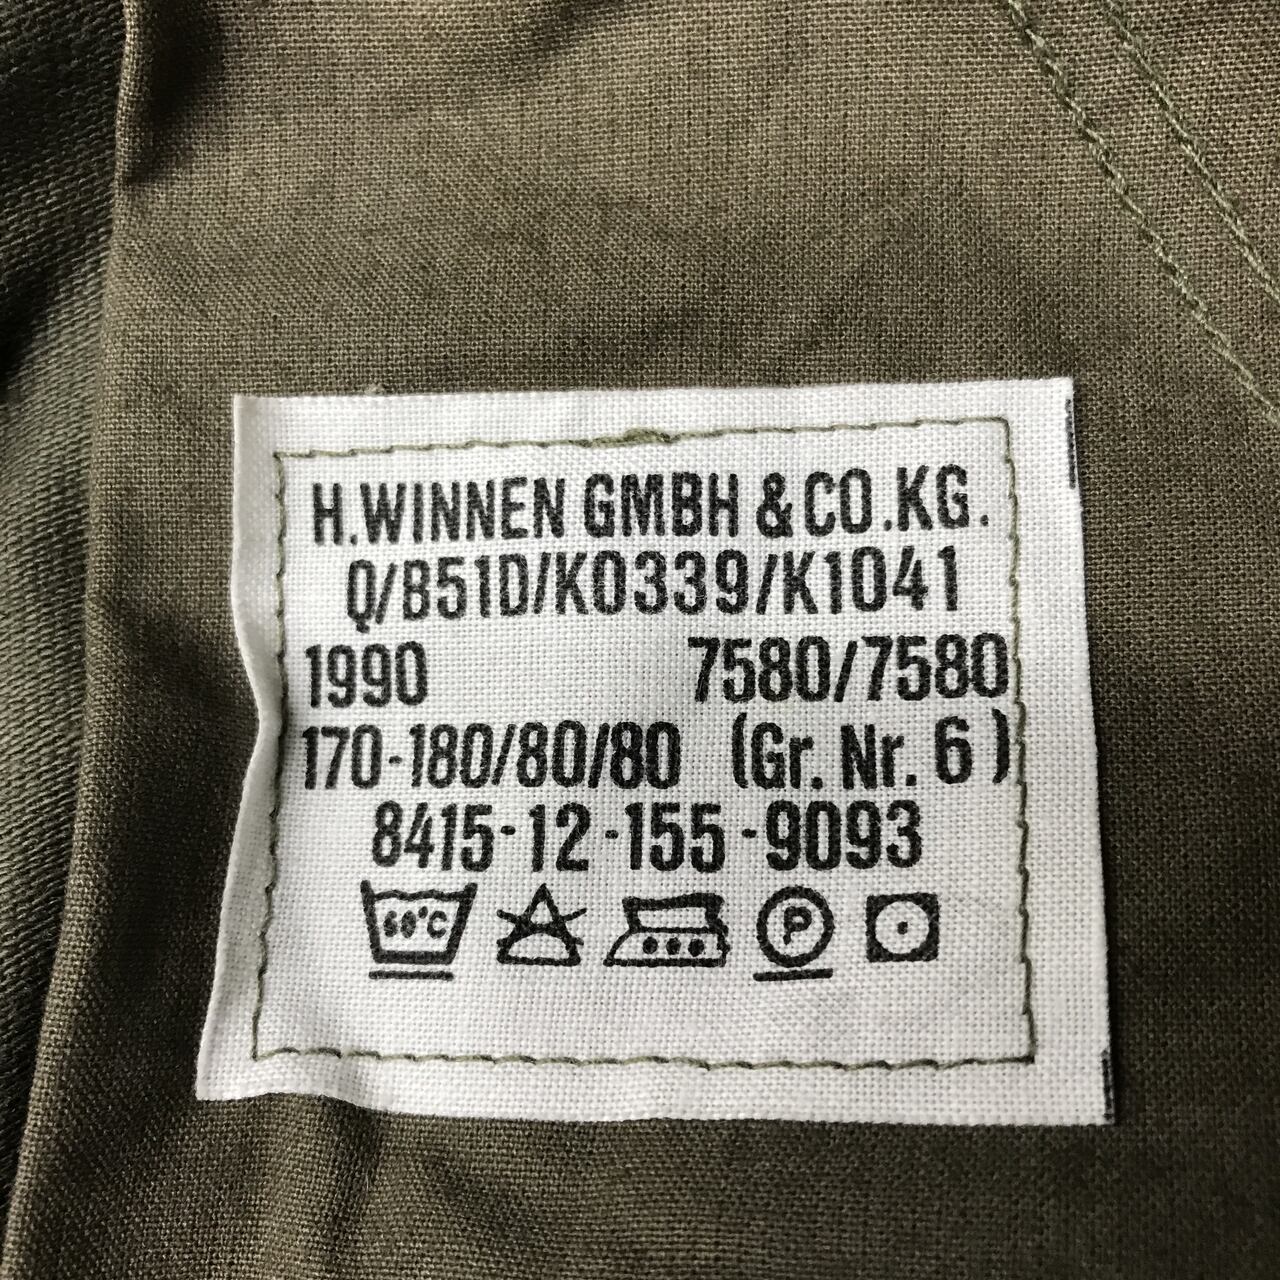 H.WINNEN GMBH & CO.KG.
Q/B51D/K0339/K1041
1990 7580/7580
170-180/80/80 (Gr. Nr. 6)
8415-12-155-9093
60°C P